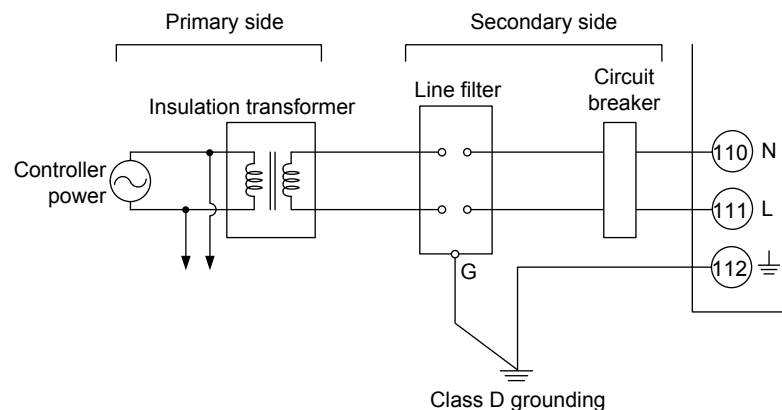 Primary side
Secondary side
Insulation transformer
Line filter
Circuit
breaker
Controller
power
110 N
111 L
112
G
Class D grounding